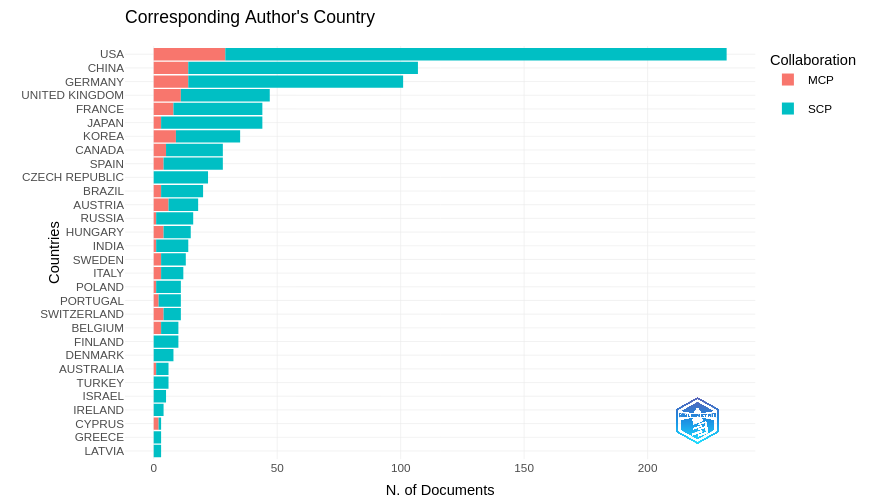 Corresponding Author's Country
USA
CHINA
GERMANY
UNITED KINGDOM
FRANCE
JAPAN
KOREA
CANADA
SPAIN
CZECH REPUBLIC
BRAZIL
AUSTRIA
RUSSIA
HUNGARY
INDIA
SWEDEN
ITALY
POLAND
PORTUGAL
SWITZERLAND
BELGIUM
FINLAND
DENMARK
AUSTRALIA
TURKEY
ISRAEL
IRELAND
CYPRUS
GREECE
LATVIA
Countries
0 50 100 150 200
N. of Documents
Collaboration
MCP
SCP